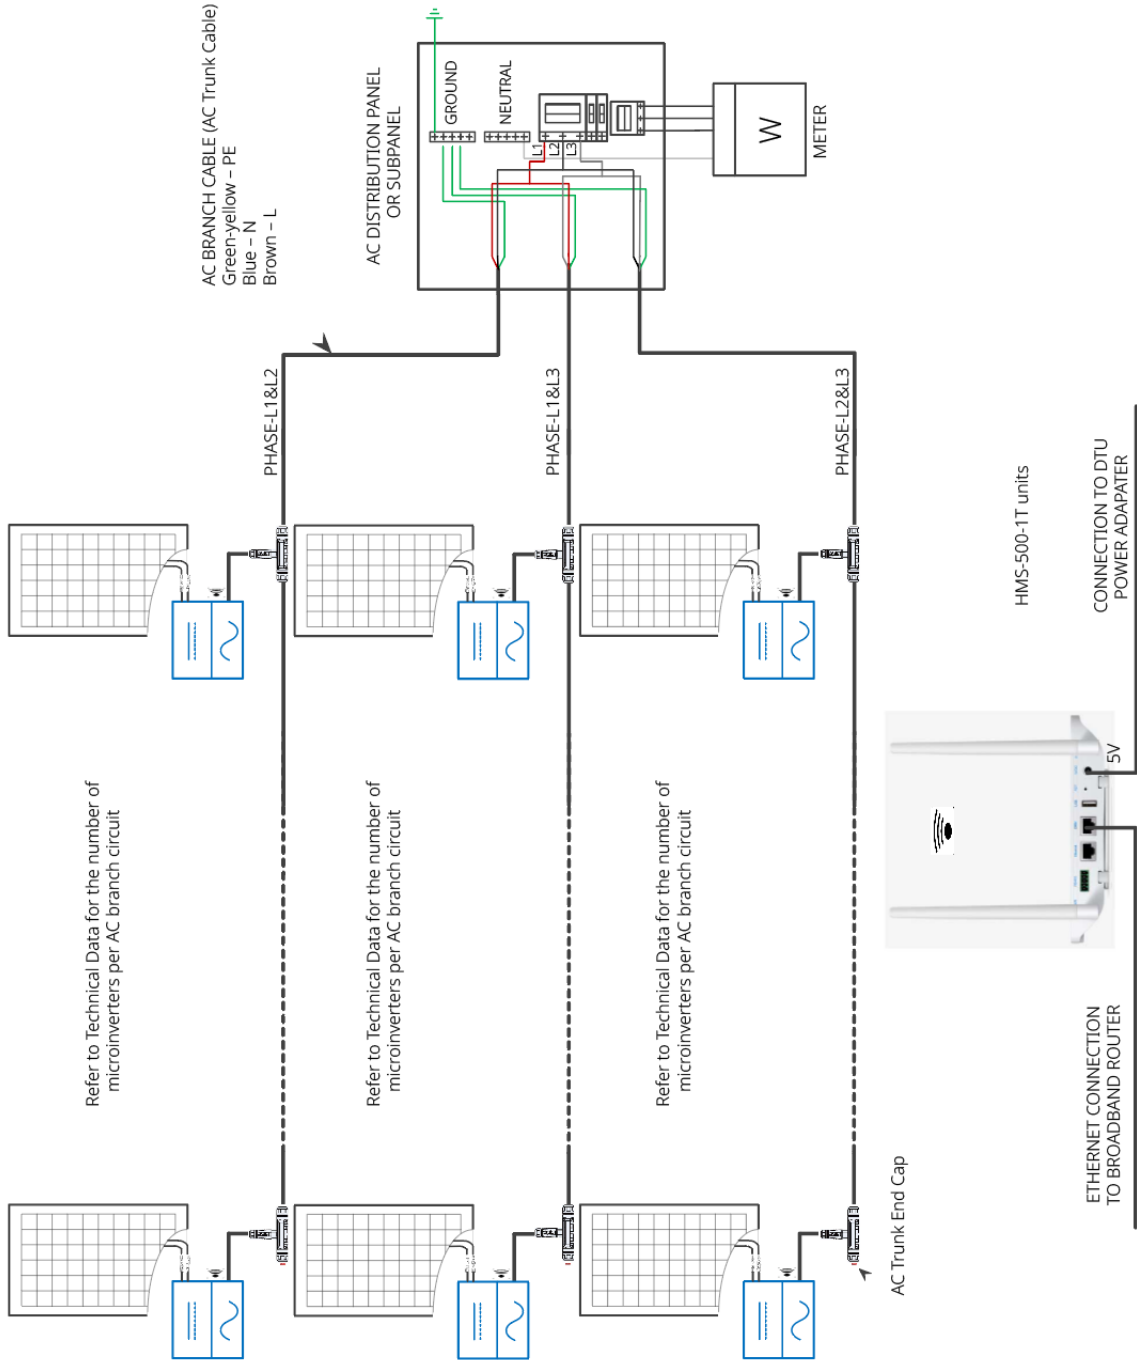 AC BRANCH CABLE (AC Trunk Cable)
Green-yellow – PE
Blue – N
Brown – L
AC DISTRIBUTION PANEL
OR SUBPANEL
GROUND
NEUTRAL
L1
L2
L3
W
METER
PHASE-L1&L2
PHASE-L1&L3
PHASE-L2&L3
Refer to Technical Data for the number of
microinverters per AC branch circuit
Refer to Technical Data for the number of
microinverters per AC branch circuit
Refer to Technical Data for the number of
microinverters per AC branch circuit
AC Trunk End Cap
HMS-500-1T units
CONNECTION TO DTU
POWER ADAPATER
5V
ETHERNET CONNECTION
TO BROADBAND ROUTER